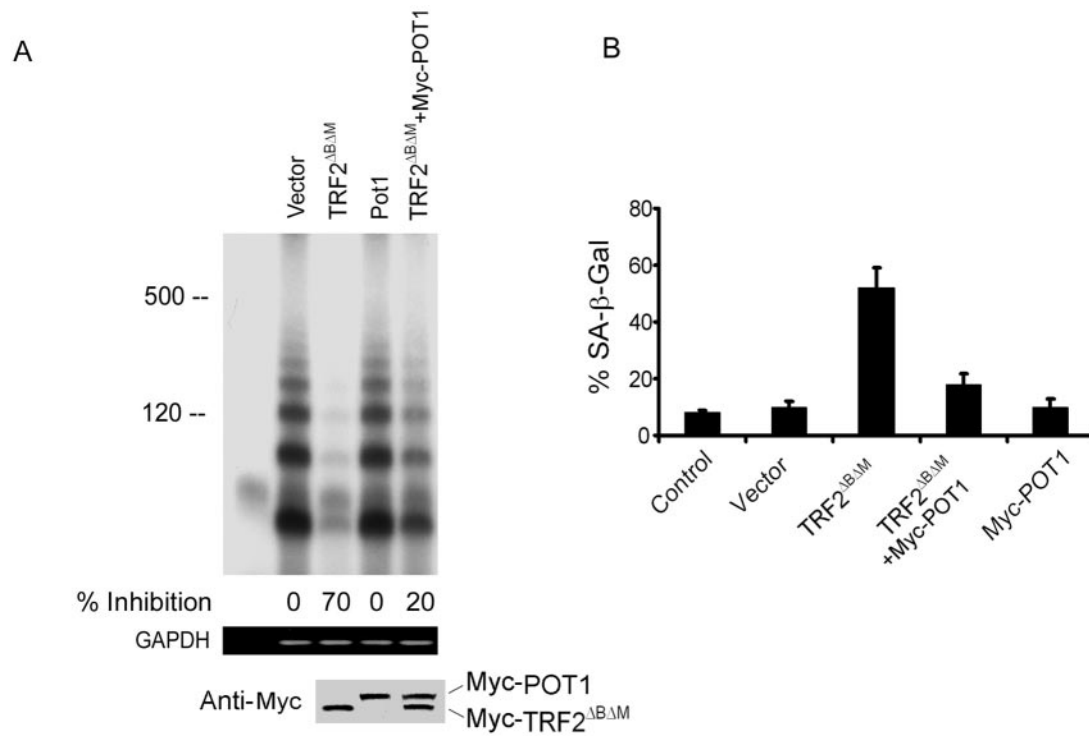 A
Vector
TRF2ΔBΔM
Pot1
TRF2ΔBΔM+Myc-POT1
500 --
120 --
% Inhibition 0 70 0 20
GAPDH
Anti-Myc
Myc-POT1
Myc-TRF2ΔBΔM
B
% SA-β-Gal
80
60
40
20
0
Control
Vector
TRF2ΔBΔM
TRF2ΔBΔM
+Myc-POT1
Myc-POT1